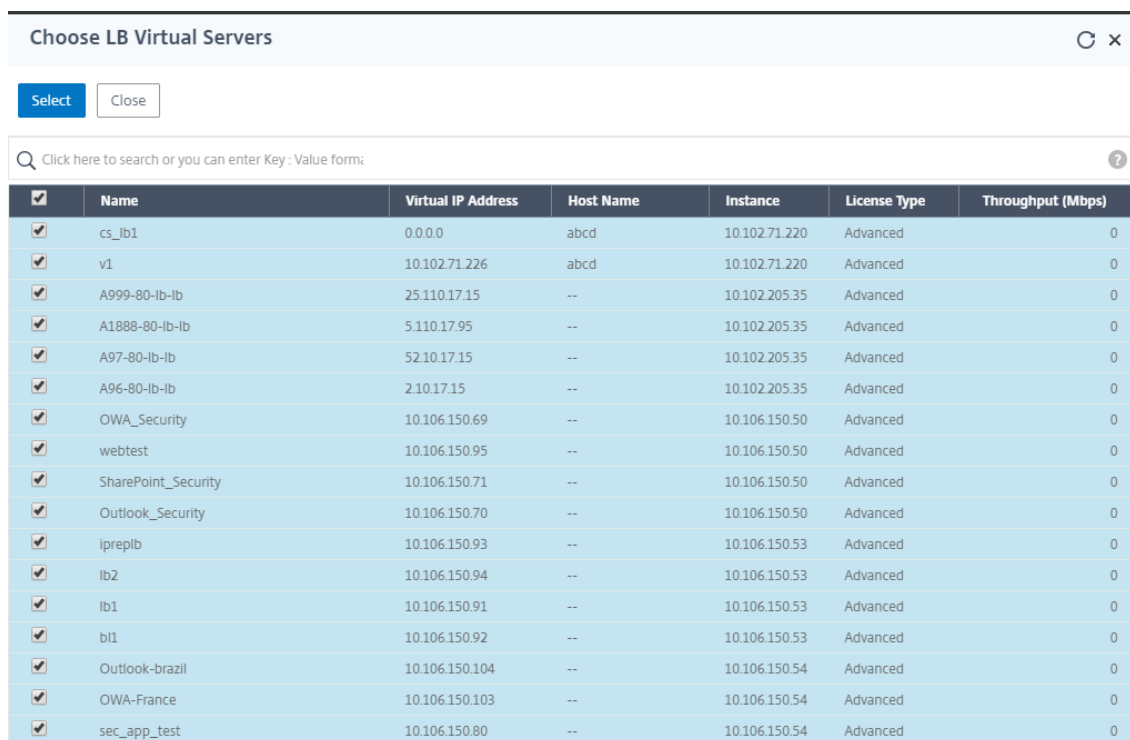 Choose LB Virtual Servers
Select Close
Click here to search or you can enter Key : Value forma
Name Virtual IP Address Host Name Instance License Type Throughput (Mbps)
cs_lb1 0.0.0.0 abcd 10.102.71.220 Advanced 0
v1 10.102.71.226 abcd 10.102.71.220 Advanced 0
A999-80-lb-lb 25.110.17.15 -- 10.102.205.35 Advanced 0
A1888-80-lb-lb 5.110.17.95 -- 10.102.205.35 Advanced 0
A97-80-lb-lb 52.10.17.15 -- 10.102.205.35 Advanced 0
A96-80-lb-lb 2.10.17.15 -- 10.102.205.35 Advanced 0
OWA_Security 10.106.150.69 -- 10.106.150.50 Advanced 0
webtest 10.106.150.95 -- 10.106.150.50 Advanced 0
SharePoint_Security 10.106.150.71 -- 10.106.150.50 Advanced 0
Outlook_Security 10.106.150.70 -- 10.106.150.50 Advanced 0
ipreplb 10.106.150.93 -- 10.106.150.53 Advanced 0
lb2 10.106.150.94 -- 10.106.150.53 Advanced 0
lb1 10.106.150.91 -- 10.106.150.53 Advanced 0
bl1 10.106.150.92 -- 10.106.150.53 Advanced 0
Outlook-brazil 10.106.150.104 -- 10.106.150.54 Advanced 0
OWA-France 10.106.150.103 -- 10.106.150.54 Advanced 0
sec_app_test 10.106.150.80 -- 10.106.150.54 Advanced 0